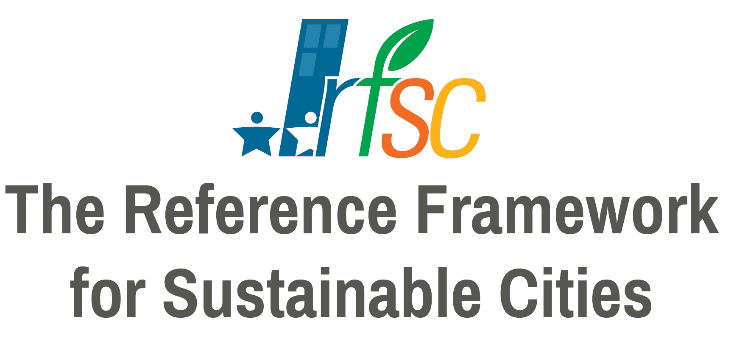 rfsc
The Reference Framework
for Sustainable Cities